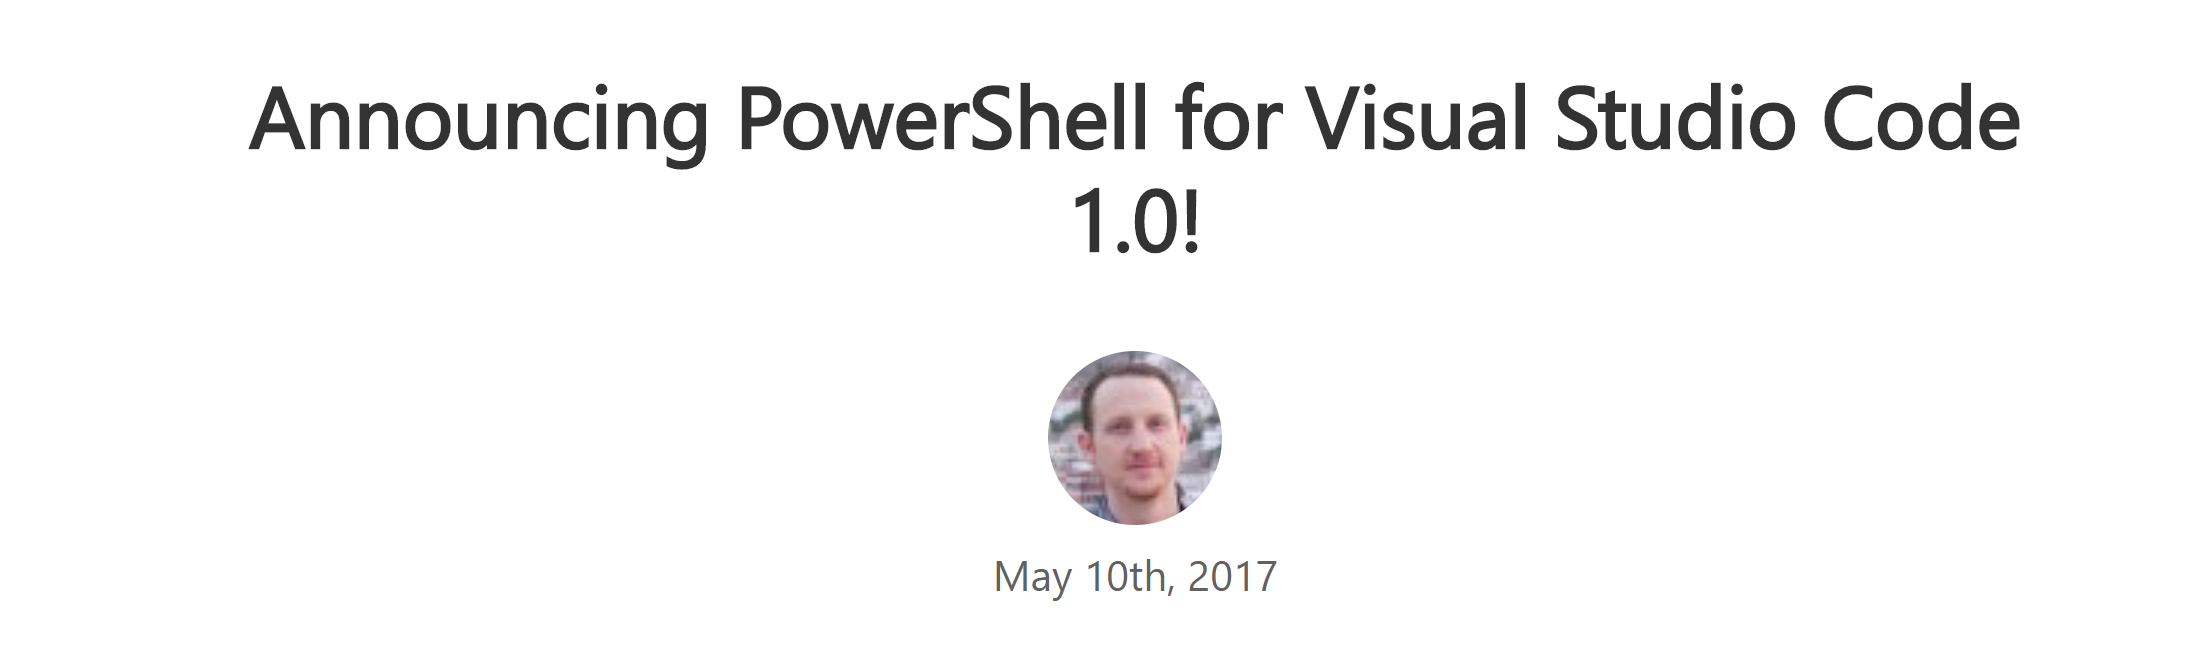 Announcing PowerShell for Visual Studio Code
1.0!
May 10th, 2017